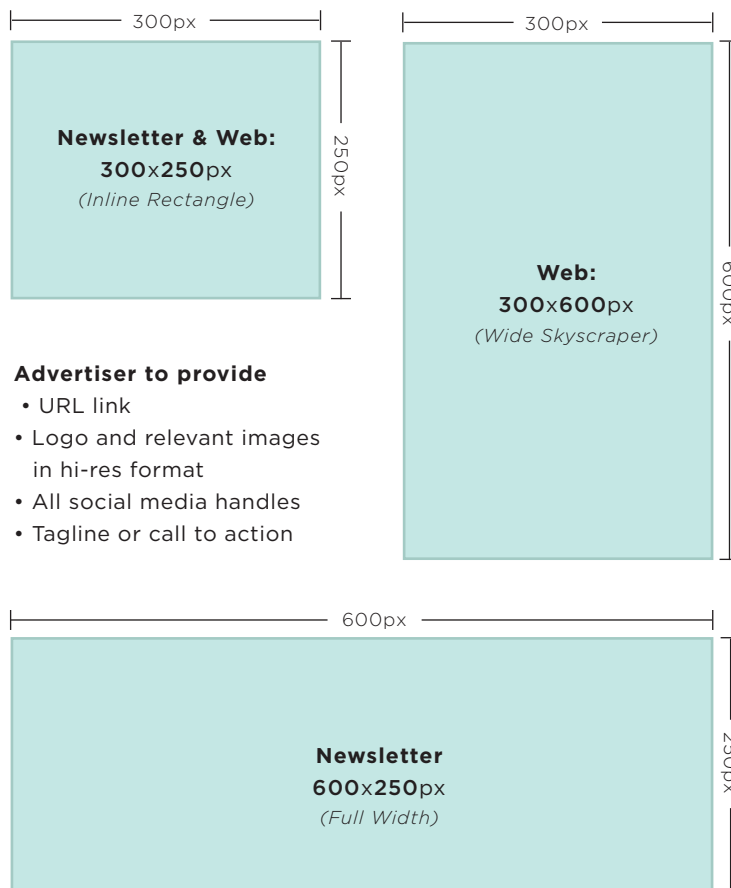 300px
250px
Newsletter & Web:
300x250px
(Inline Rectangle)
300px
600px
Web:
300x600px
(Wide Skyscraper)
Advertiser to provide
• URL link
• Logo and relevant images
in hi-res format
• All social media handles
• Tagline or call to action
600px
250px
Newsletter
600x250px
(Full Width)